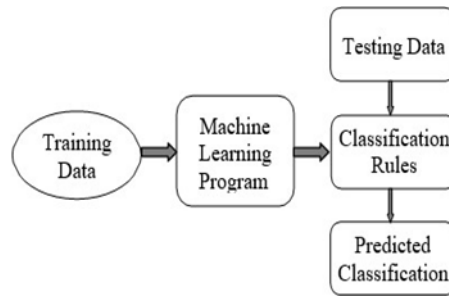 Testing Data
Training
Data
Machine
Learning
Program
Classification
Rules
Predicted
Classification